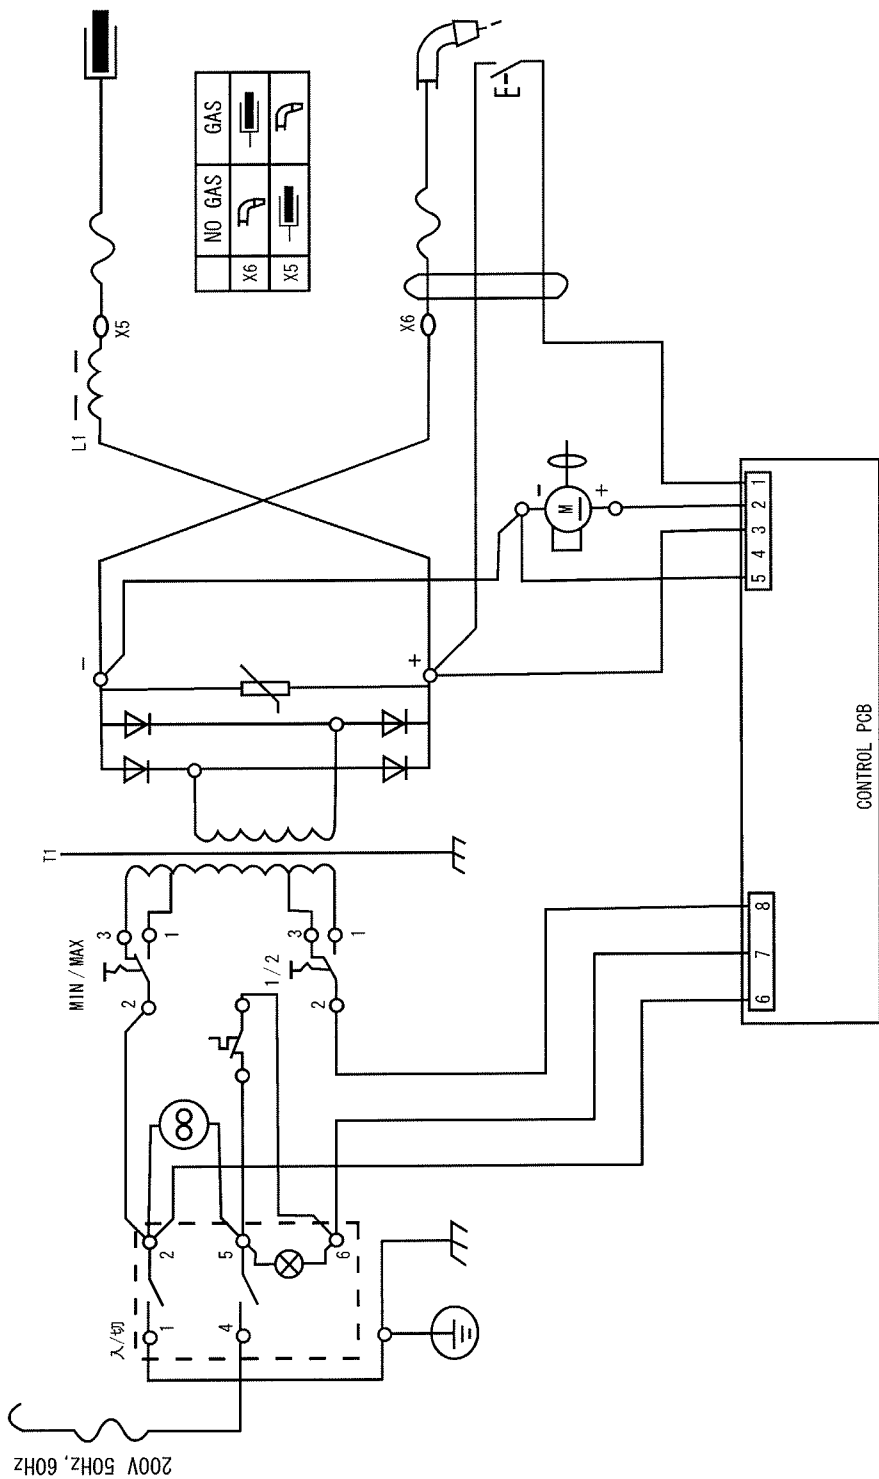 200V 50Hz, 60Hz
入/切
1
2
4
5
6
MIN/MAX
2
3
1
1/2
2
3
1
T1
-
+
L1
X5
X6
NO GAS GAS
X6
X5
M
-
+
5 4 3 2 1
6 7 8
CONTROL PCB